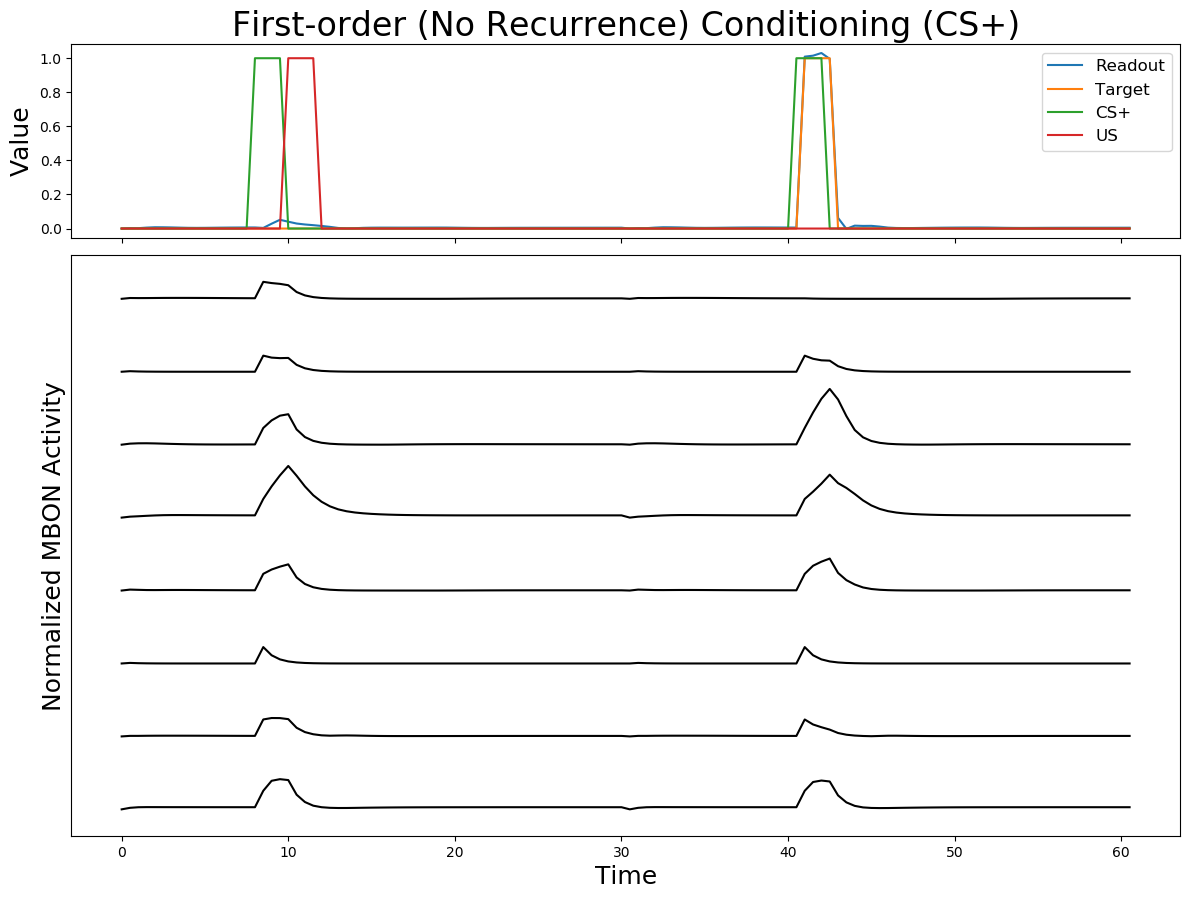 First-order (No Recurrence) Conditioning (CS+)
Value
1.0
0.8
0.6
0.4
0.2
0.0
Readout
Target
CS+
US
Normalized MBON Activity
0
10
20
30
40
50
60
Time